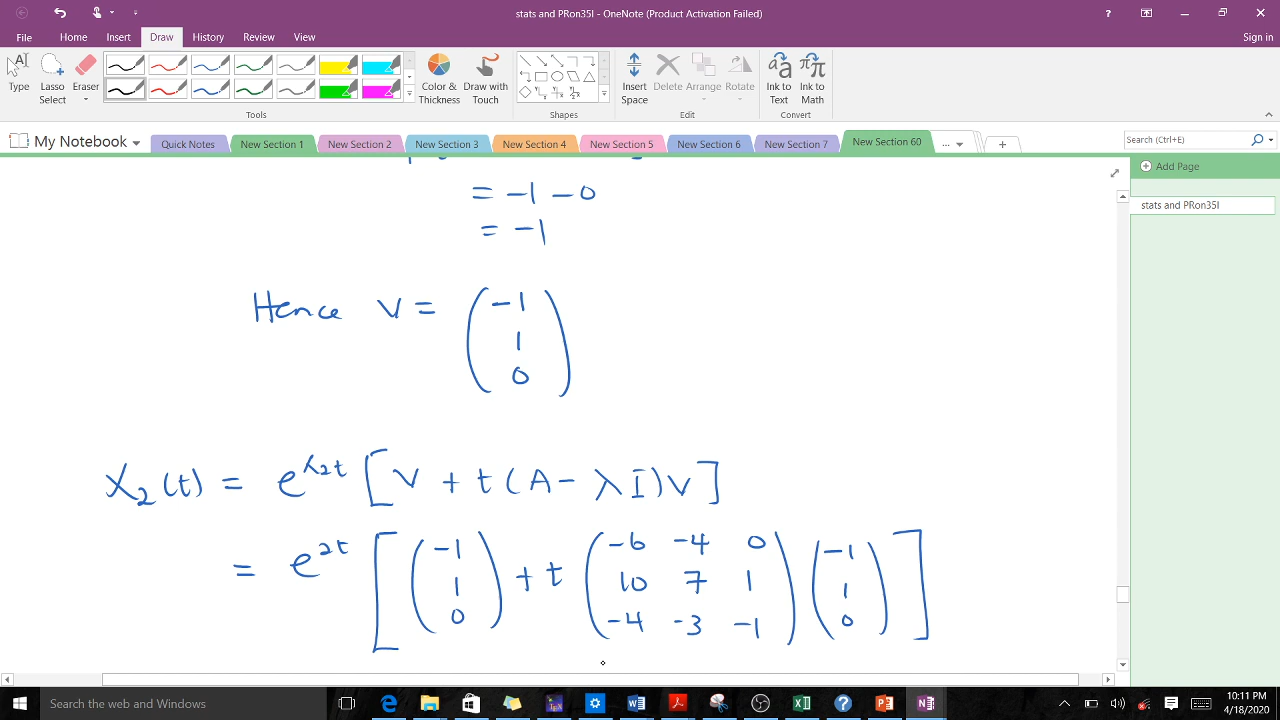 stats and PRon35I - OneNote (Product Activation Failed)
File Home Insert Draw History Review View Sign in
Type
Lasso Select
Eraser
Color & Thickness
Draw with Touch
Insert Space
Delete Arrange Rotate
Ink to Text
Ink to Math
Tools Shapes Edit Convert
My Notebook Quick Notes New Section 1 New Section 2 New Section 3 New Section 4 New Section 5 New Section 6 New Section 7 New Section 60 ... Search (Ctrl+E)
Add Page
stats and PRon35I
= -1 - 0
= -1
Hence V = (-1
1
0)
X₂(t) = e^λ₂t [V + t(A - λI)V]
= e^2t [(-1 1 0) + t (-6 -4 0
10 7 1
-4 -3 -1) (-1 1 0)]
Search the web and Windows
10:11 PM
4/18/2020